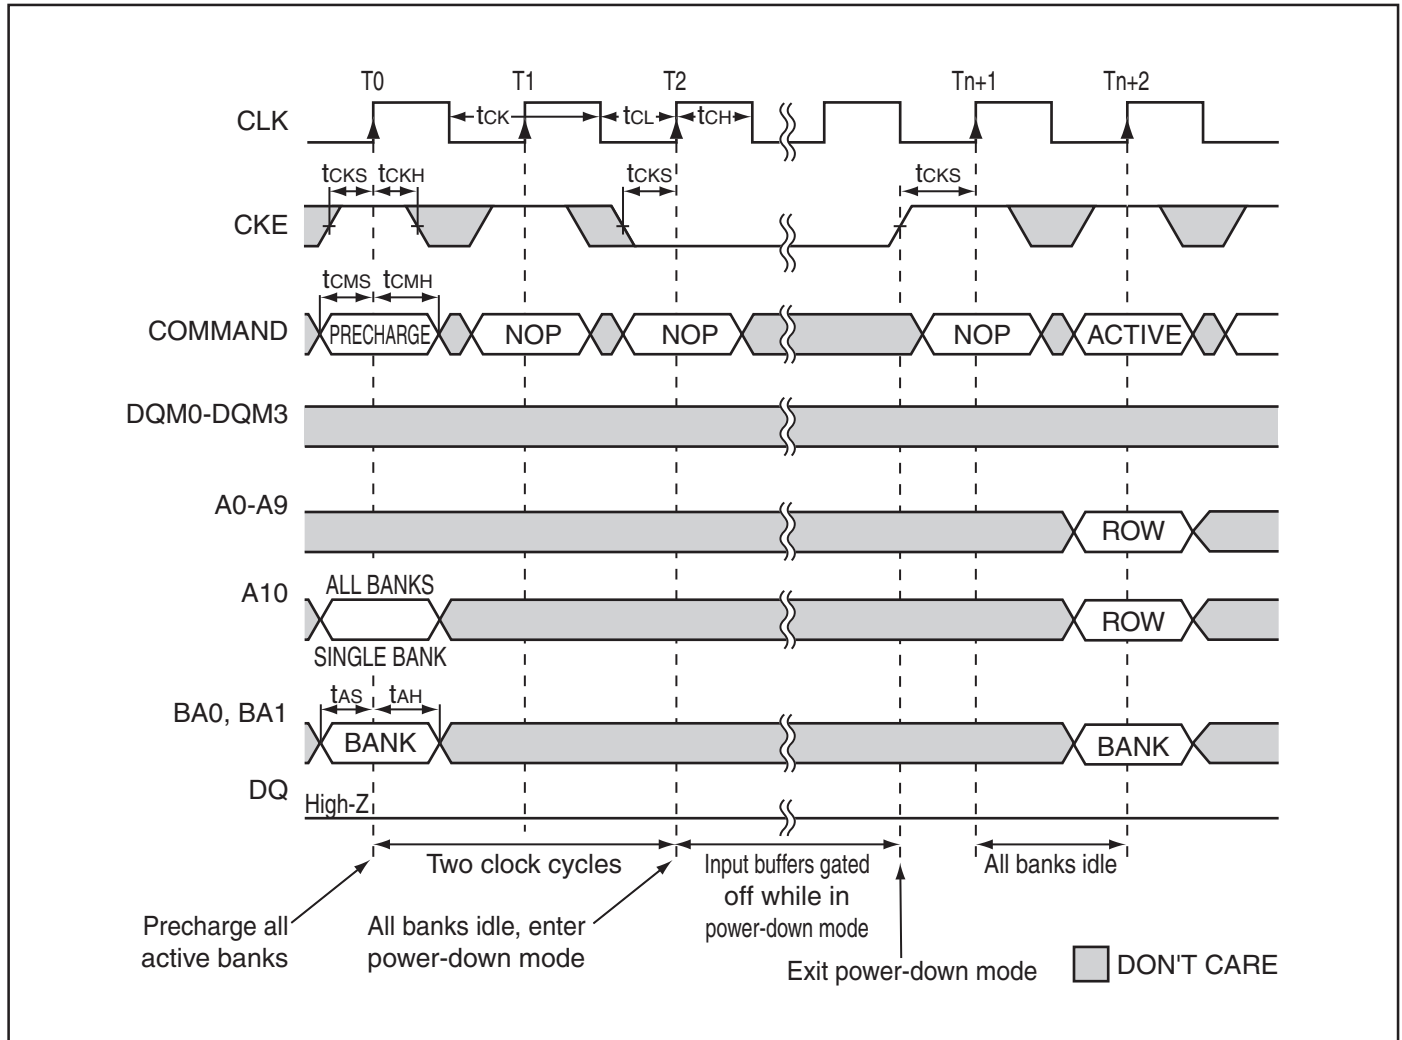 T0 T1 T2 Tn+1 Tn+2
CLK tCK tCL tCH
tCKS tCKH tCKS tCKS
CKE
tCMS tCMH
COMMAND PRECHARGE NOP NOP NOP ACTIVE
DQM0-DQM3
A0-A9 ROW
ALL BANKS
A10 ROW
SINGLE BANK
tAS tAH
BA0, BA1 BANK BANK
DQ
High-Z
Two clock cycles
Input buffers gated
off while in
power-down mode
All banks idle
Precharge all
active banks
All banks idle, enter
power-down mode
Exit power-down mode
DON'T CARE